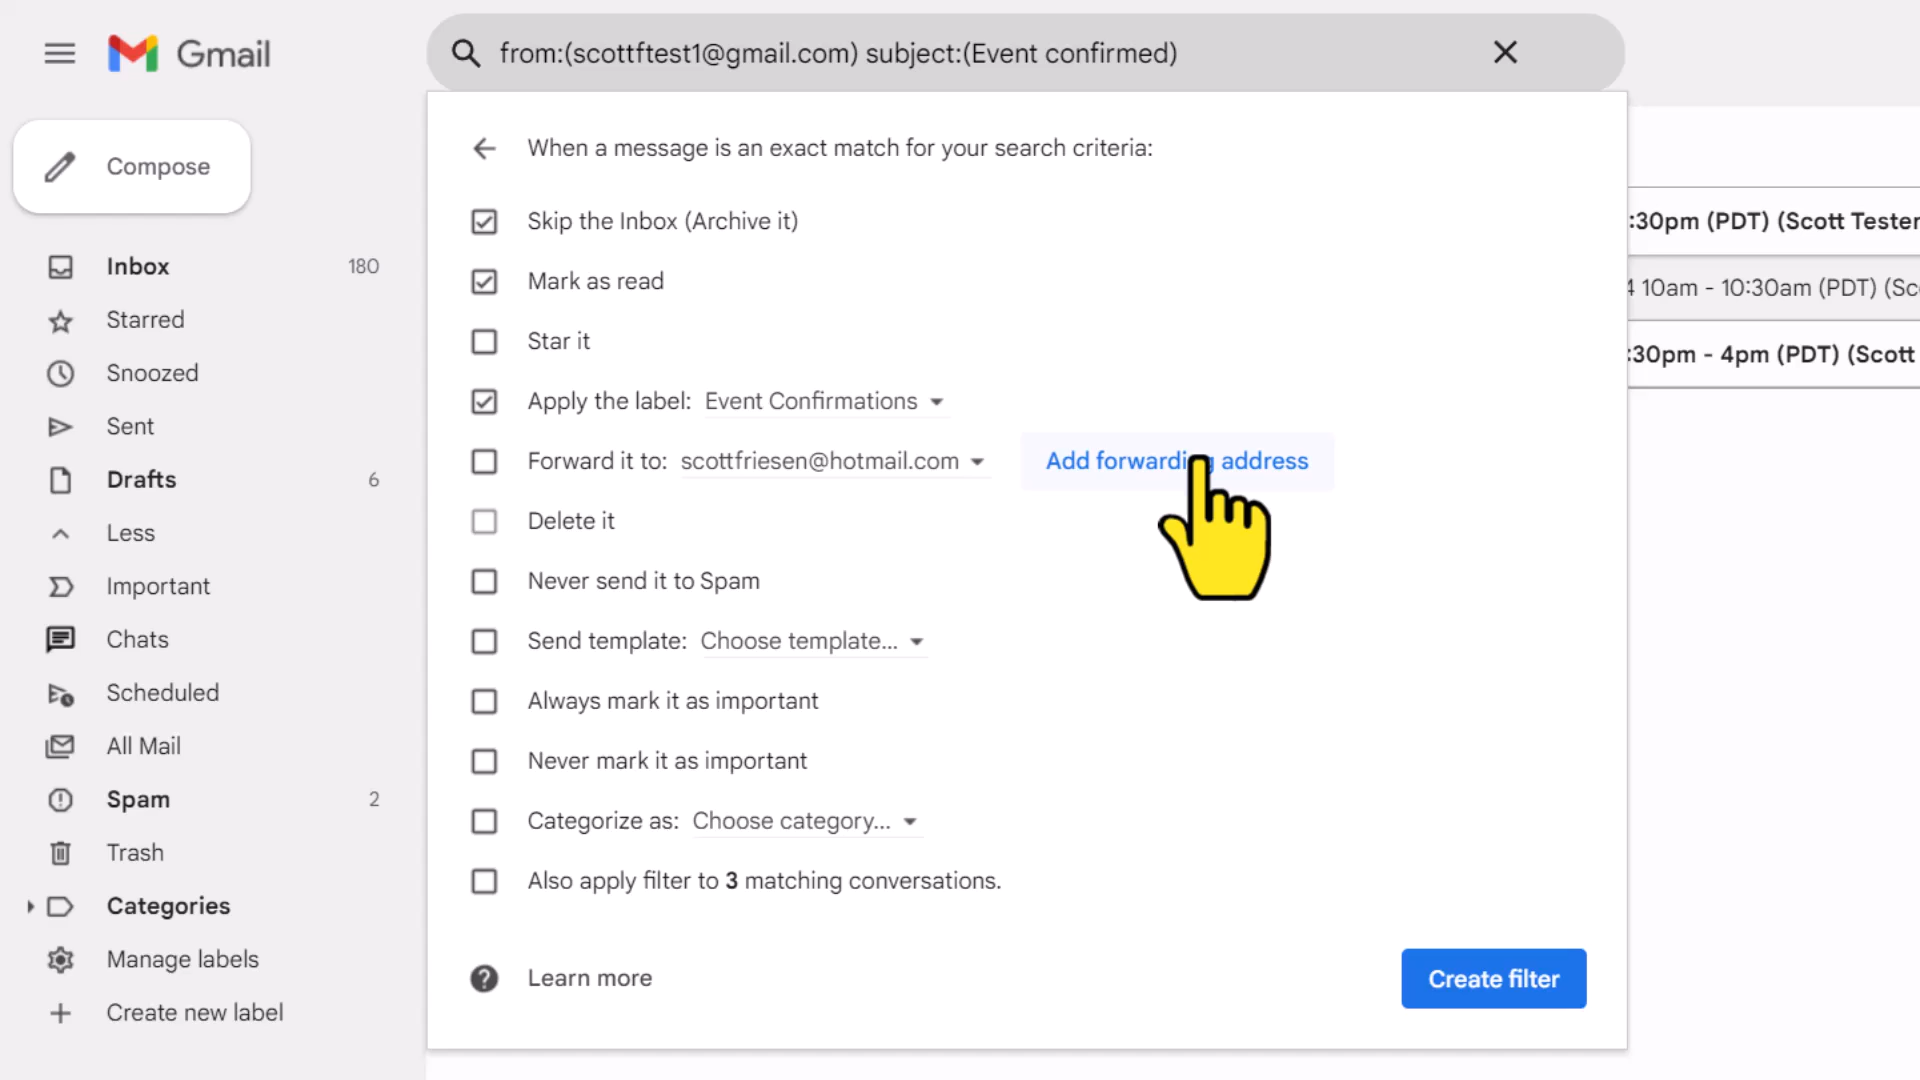 Gmail
from:(scottftest1@gmail.com) subject:(Event confirmed)
Compose
Inbox 180
Starred
Snoozed
Sent
Drafts 6
Less
Important
Chats
Scheduled
All Mail
Spam 2
Trash
Categories
Manage labels
Create new label
When a message is an exact match for your search criteria:
Skip the Inbox (Archive it)
Mark as read
Star it
Apply the label: Event Confirmations
Forward it to: scottfriesen@hotmail.com Add forwarding address
Delete it
Never send it to Spam
Send template: Choose template...
Always mark it as important
Never mark it as important
Categorize as: Choose category...
Also apply filter to 3 matching conversations.
Learn more
Create filter
:30pm (PDT) (Scott Tester
4 10am - 10:30am (PDT) (Sc
:30pm - 4pm (PDT) (Scott